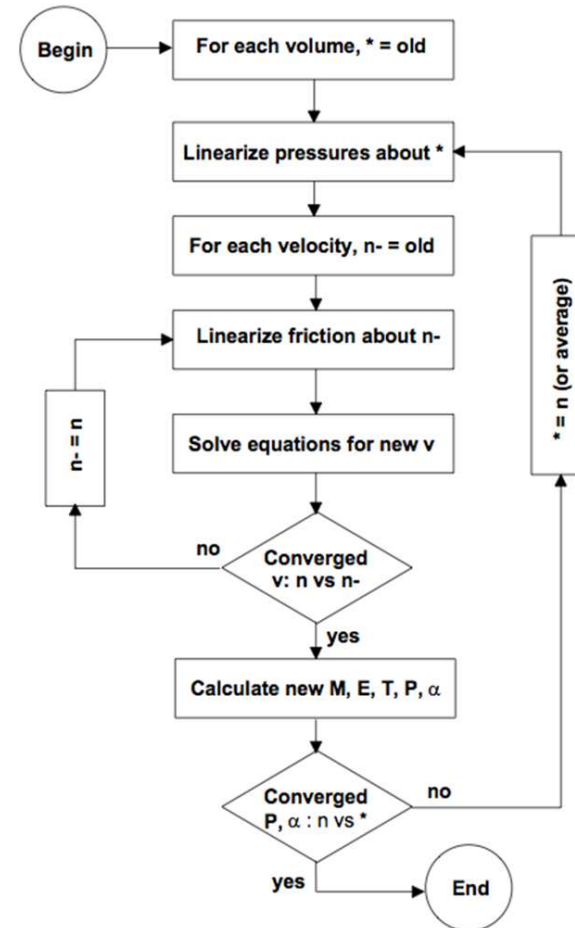 Begin
For each volume, * = old
Linearize pressures about *
For each velocity, n- = old
Linearize friction about n-
n- = n
* = n (or average)
Solve equations for new v
no
Converged
v: n vs n-
yes
Calculate new M, E, T, P, α
Converged
P, α : n vs *
no
yes
End